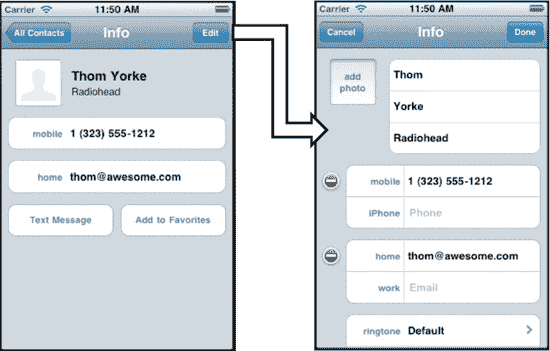 Carrier 11:50 AM
All Contacts Info Edit
Thom Yorke
Radiohead
mobile 1 (323) 555-1212
home thom@awesome.com
Text Message Add to Favorites
Carrier 11:50 AM
Cancel Info Done
add
photo
Thom
Yorke
Radiohead
mobile 1 (323) 555-1212
iPhone Phone
home thom@awesome.com
work Email
ringtone Default